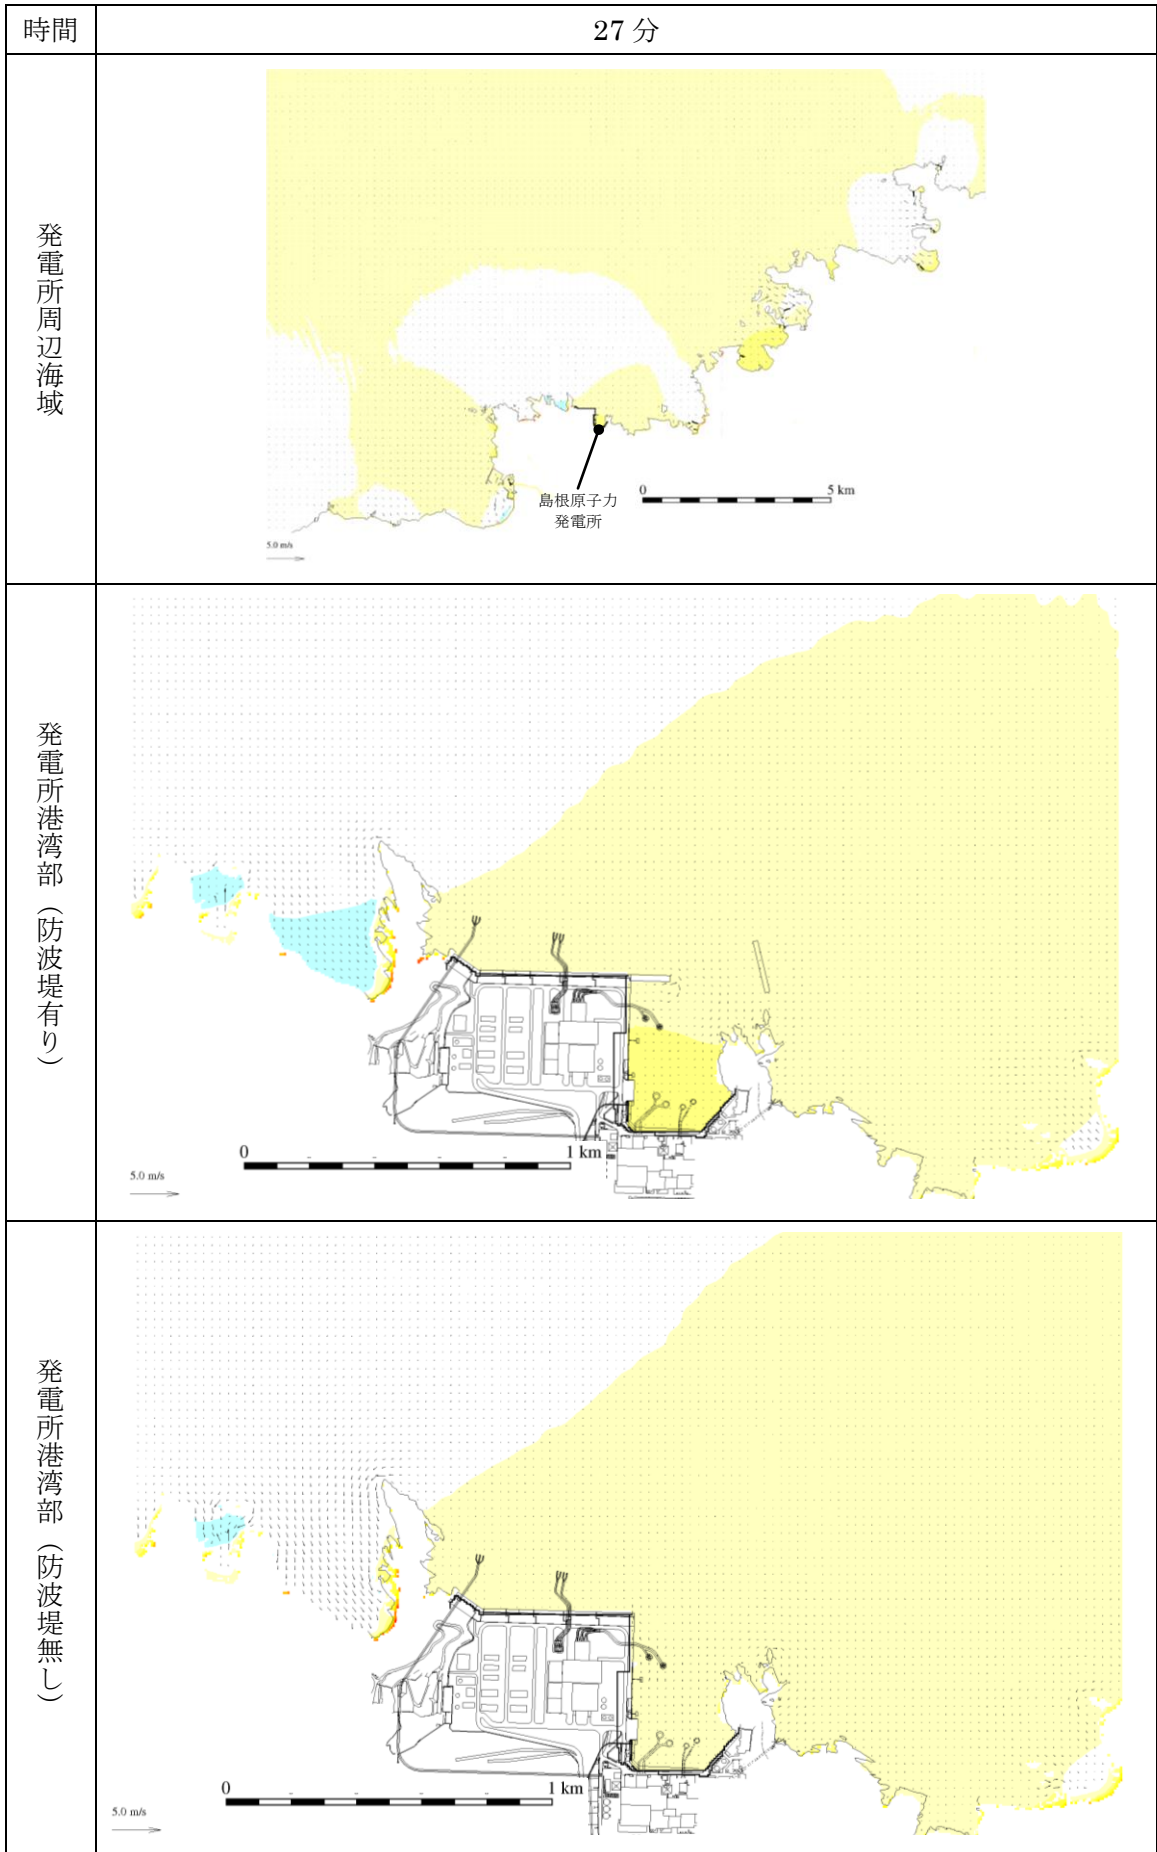 時間
27 分
発電所周辺海域
島根原子力
発電所
0 5 km
5.0 m/s
発電所港湾部（防波堤有り）
0 1 km
5.0 m/s
発電所港湾部（防波堤無し）
0 1 km
5.0 m/s